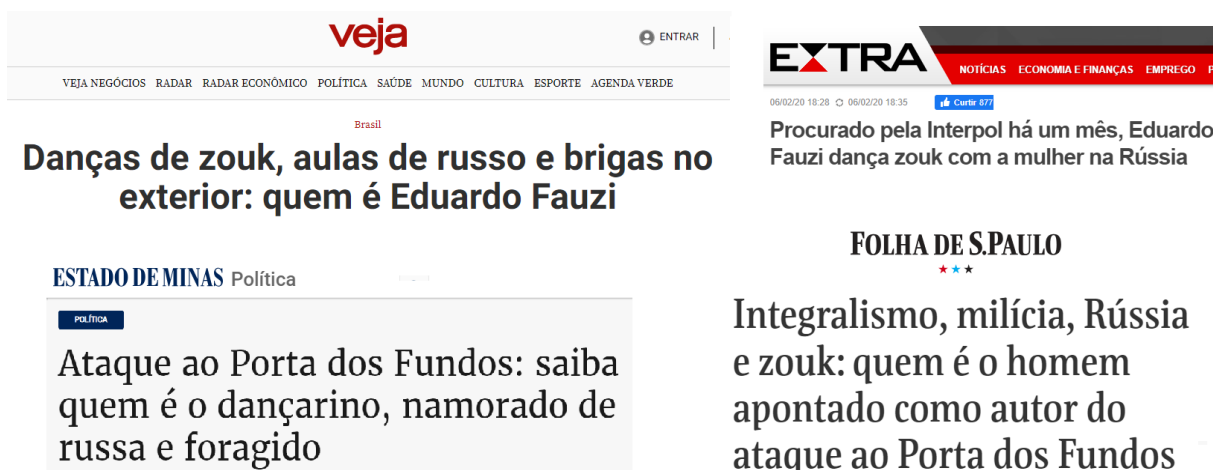 veja
ENTRAR
VEJA NEGÓCIOS RADAR RADAR ECONÔMICO POLÍTICA SAÚDE MUNDO CULTURA ESPORTE AGENDA VERDE
Brasil
Danças de zouk, aulas de russo e brigas no
exterior: quem é Eduardo Fauzi
EXTRA
NOTÍCIAS ECONOMIA E FINANÇAS EMPREGO P
06/02/20 18:28 06/02/20 18:35 Curtir 877
Procurado pela Interpol há um mês, Eduardo
Fauzi dança zouk com a mulher na Rússia
ESTADO DE MINAS Política
POLÍTICA
Ataque ao Porta dos Fundos: saiba
quem é o dançarino, namorado de
russa e foragido
FOLHA DE S.PAULO
Integralismo, milícia, Rússia
e zouk: quem é o homem
apontado como autor do
ataque ao Porta dos Fundos